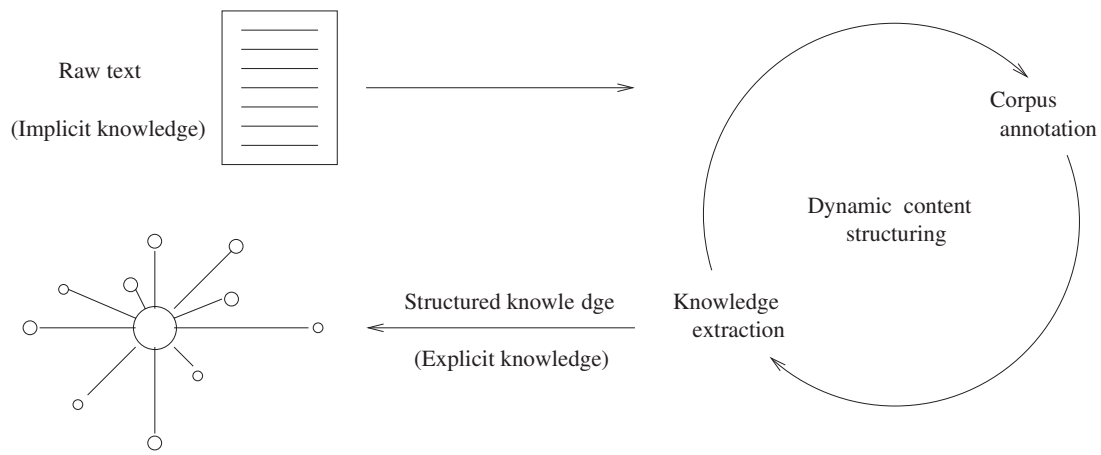 Raw text
(Implicit knowledge)
Corpus
annotation
Dynamic content
structuring
Structured knowle dge
(Explicit knowledge)
Knowledge
extraction